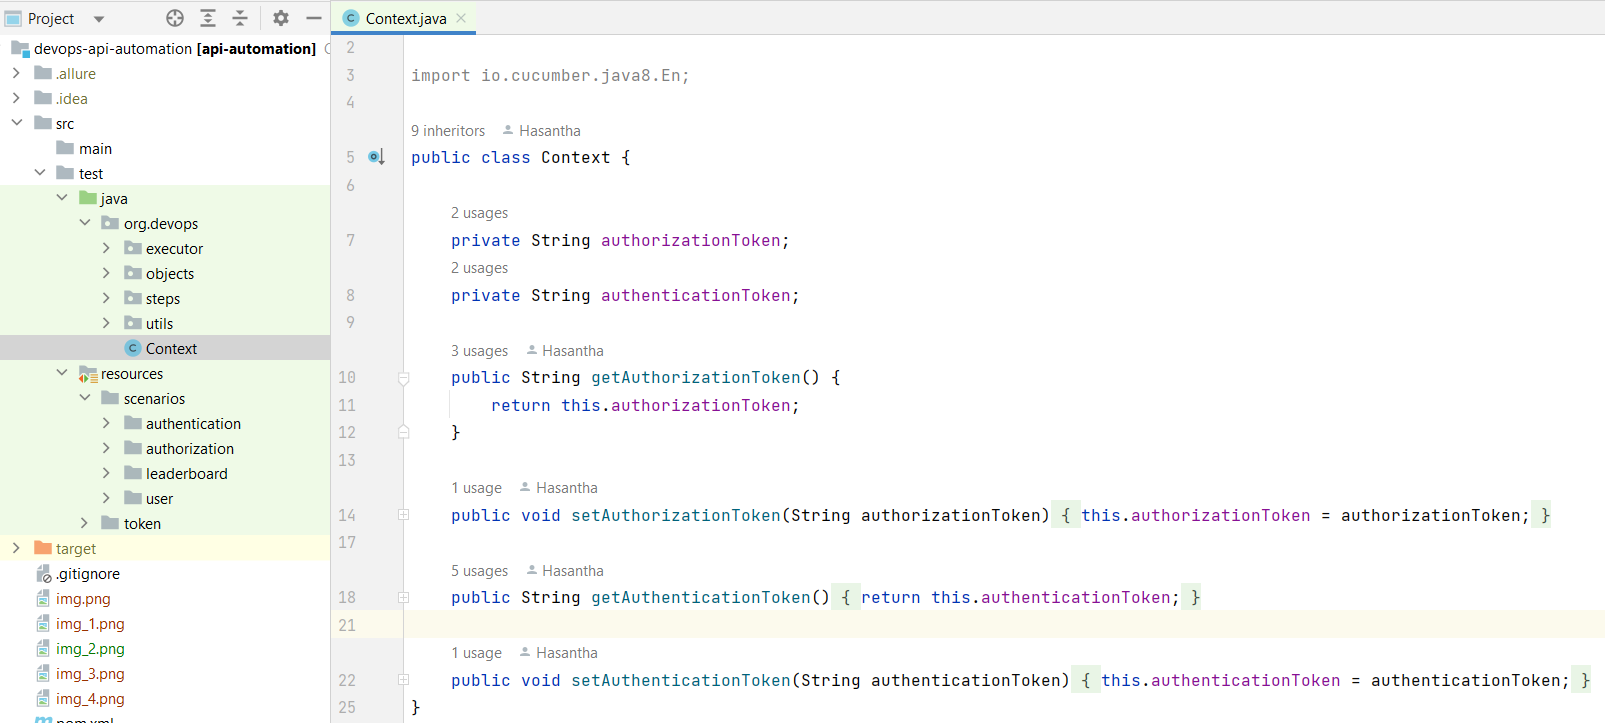 Project
devops-api-automation [api-automation]
.allure
.idea
src
main
test
java
org.devops
executor
objects
steps
utils
Context
resources
scenarios
authentication
authorization
leaderboard
user
token
target
.gitignore
img.png
img_1.png
img_2.png
img_3.png
img_4.png
Context.java
2
3 import io.cucumber.java8.En;
4
9 inheritors Hasantha
5 public class Context {
6
2 usages
7 private String authorizationToken;
2 usages
8 private String authenticationToken;
9
3 usages Hasantha
10 public String getAuthorizationToken() {
11 return this.authorizationToken;
12 }
13
1 usage Hasantha
14 public void setAuthorizationToken(String authorizationToken) { this.authorizationToken = authorizationToken; }
17
5 usages Hasantha
18 public String getAuthenticationToken() { return this.authenticationToken; }
21
1 usage Hasantha
22 public void setAuthenticationToken(String authenticationToken) { this.authenticationToken = authenticationToken; }
25 }